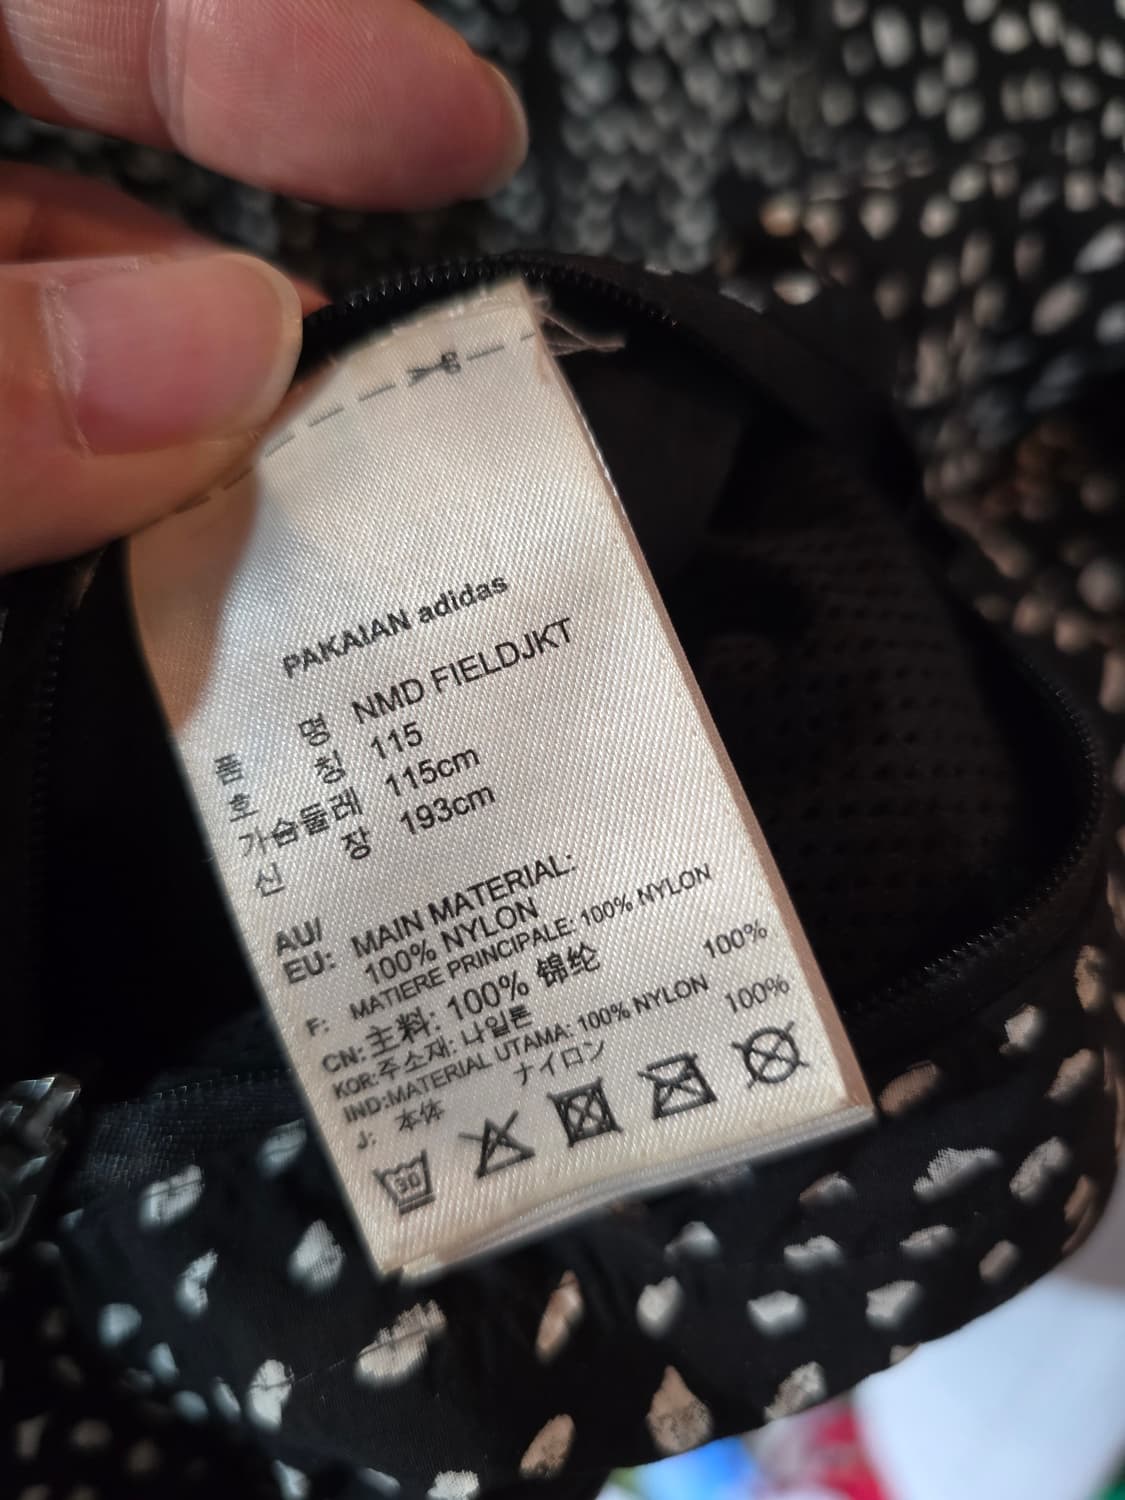 PAKAIAN adidas
품 명 NMD FIELDJKT
호 칭 115
가슴둘레 115cm
신 장 193cm
AU/
EU: MAIN MATERIAL:
100% NYLON
F: MATIERE PRINCIPALE: 100% NYLON
CN: 主料: 100% 锦纶
KOR: 주소재: 나일론 100%
IND:MATERIAL UTAMA: 100% NYLON
J: 本体 ナイロン 100%
30